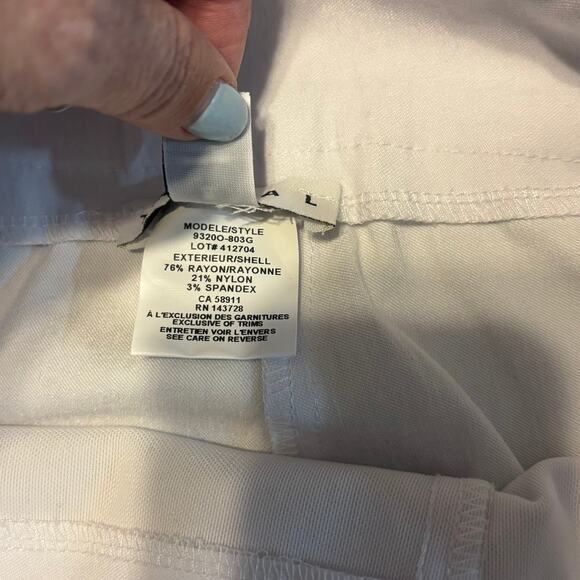 A L
MODELE/STYLE
9320O-803G
LOT# 412704
EXTERIEUR/SHELL
76% RAYON/RAYONNE
21% NYLON
3% SPANDEX
CA 58911
RN 143728
À L'EXCLUSION DES GARNITURES
EXCLUSIVE OF TRIMS
ENTRETIEN VOIR L'ENVERS
SEE CARE ON REVERSE